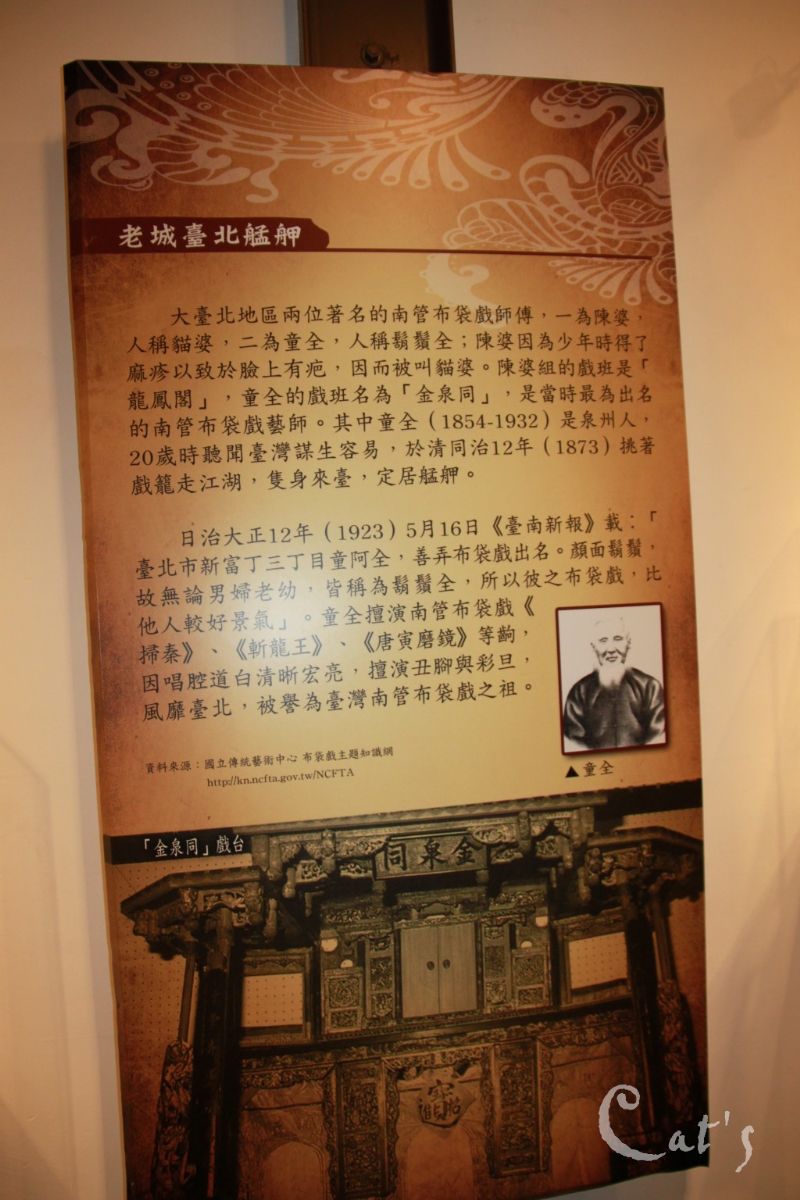 老城臺北艋舺
大臺北地區兩位著名的南管布袋戲師傅，一為陳婆，
人稱貓婆，二為童全，人稱鬍鬚全；陳婆因為少年時得了
麻疹以致於臉上有疤，因而被叫貓婆。陳婆組的戲班是「
龍鳳閣」，童全的戲班名為「金泉同」，是當時最為出名
的南管布袋戲藝師。其中童全（1854-1932）是泉州人，
20歲時聽聞臺灣謀生容易，於清同治12年（1873）挑著
戲籠走江湖，隻身來臺，定居艋舺。
日治大正12年（1923）5月16日《臺南新報》載：「
臺北市新富丁三丁目童阿全，善弄布袋戲出名。顏面鬍鬚，
故無論男婦老幼，皆稱為鬍鬚全，所以彼之布袋戲，比
他人較好景氣」。童全擅演南管布袋戲《
掃秦》、《斬龍王》、《唐寅磨鏡》等齣，
因唱腔道白清晰宏亮，擅演丑腳與彩旦，
風靡臺北，被譽為臺灣南管布袋戲之祖。
資料來源：國立傳統藝術中心 布袋戲主題知識網
http://kn.ncfta.gov.tw/NCFTA
▲童全
「金泉同」戲台
同泉金
Cat's